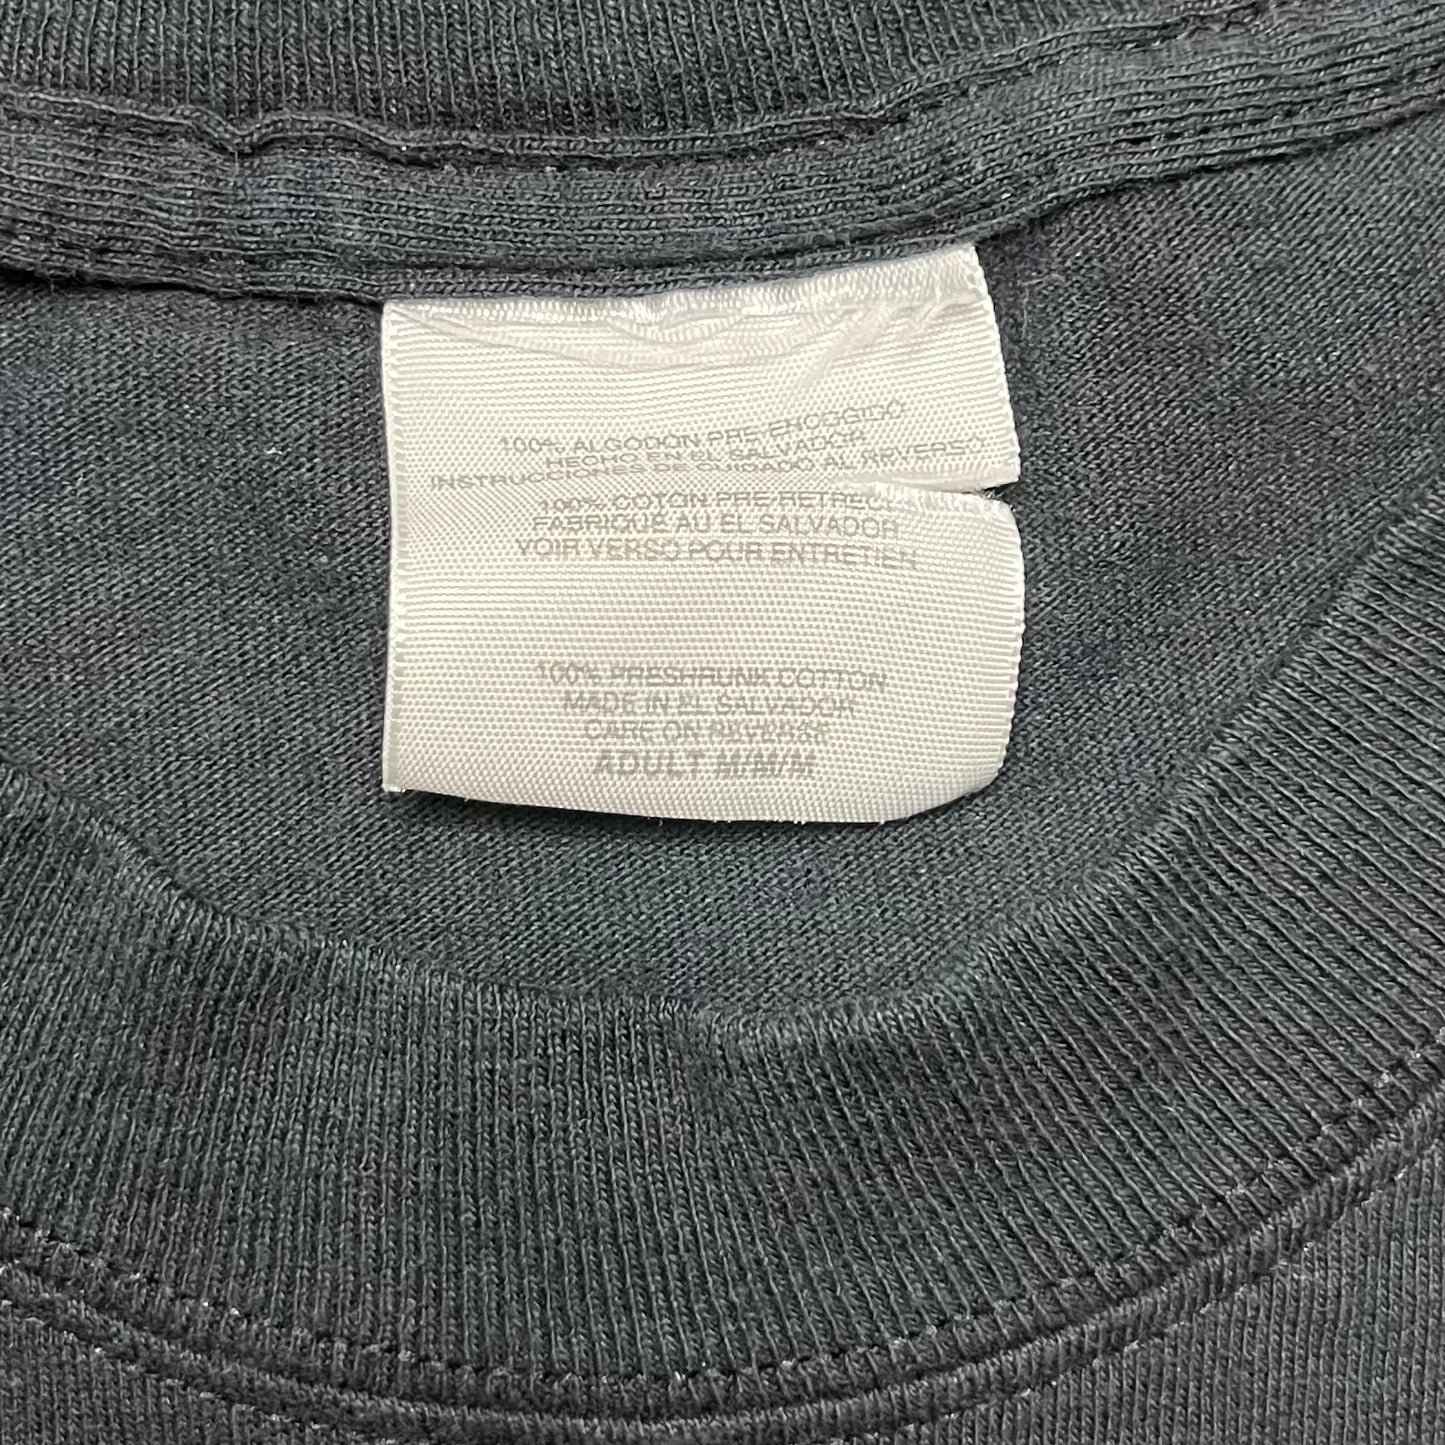 100% ALGODON PRE-ENCOGIDO
HECHO EN EL SALVADOR
INSTRUCCIONES DE CUIDADO AL REVERSO
100% COTON PRE-RETRECI
FABRIQUÉ AU EL SALVADOR
VOIR VERSO POUR ENTRETIEN
100% PRESHRUNK COTTON
MADE IN EL SALVADOR
CARE ON REVERSE
ADULT M/M/M